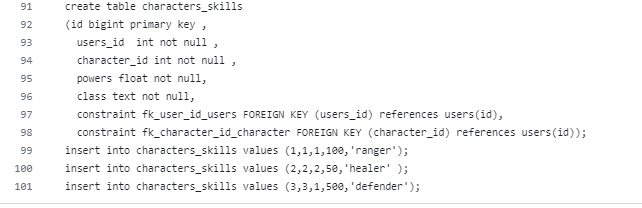 91 create table characters_skills
92 (id bigint primary key ,
93 users_id  int not null ,
94 character_id int not null ,
95 powers float not null,
96 class text not null,
97 constraint fk_user_id_users FOREIGN KEY (users_id) references users(id),
98 constraint fk_character_id_character FOREIGN KEY (character_id) references users(id));
99 insert into characters_skills values (1,1,1,100,'ranger');
100 insert into characters_skills values (2,2,2,50,'healer' );
101 insert into characters_skills values (3,3,1,500,'defender');